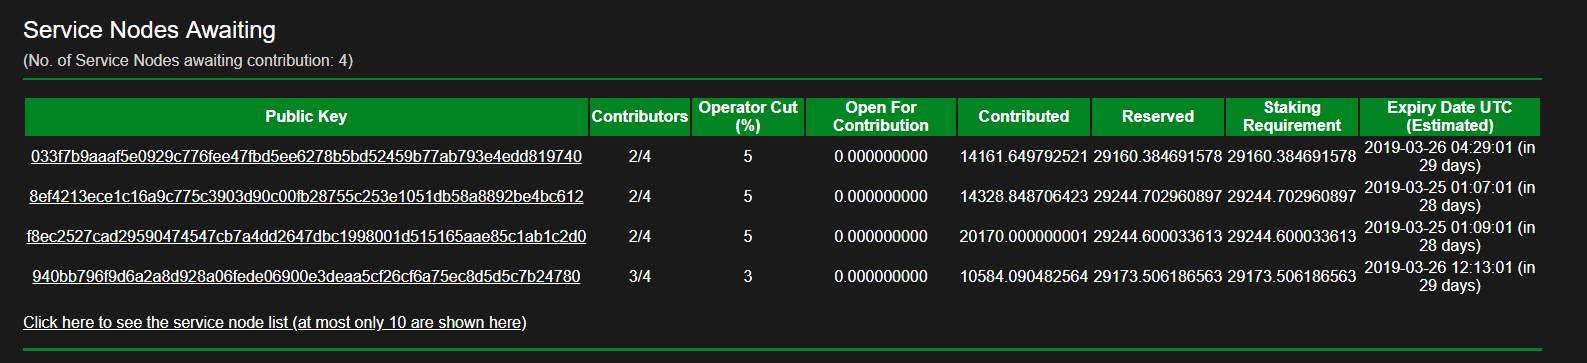 Service Nodes Awaiting
(No. of Service Nodes awaiting contribution: 4)
Public Key Contributors Operator Cut (%) Open For Contribution Contributed Reserved Staking Requirement Expiry Date UTC (Estimated)
033f7b9aaaf5e0929c776fee47fbd5ee6278b5bd52459b77ab793e4edd819740 2/4 5 0.000000000 14161.649792521 29160.384691578 29160.384691578 2019-03-26 04:29:01 (in 29 days)
8ef4213ece1c16a9c775c3903d90c00fb28755c253e1051db58a8892be4bc612 2/4 5 0.000000000 14328.848706423 29244.702960897 29244.702960897 2019-03-25 01:07:01 (in 28 days)
f8ec2527cad29590474547cb7a4dd2647dbc1998001d515165aae85c1ab1c2d0 2/4 5 0.000000000 20170.000000001 29244.600033613 29244.600033613 2019-03-25 01:09:01 (in 28 days)
940bb796f9d6a2a8d928a06fede06900e3deaa5cf26cf6a75ec8d5d5c7b24780 3/4 3 0.000000000 10584.090482564 29173.506186563 29173.506186563 2019-03-26 12:13:01 (in 29 days)
Click here to see the service node list (at most only 10 are shown here)